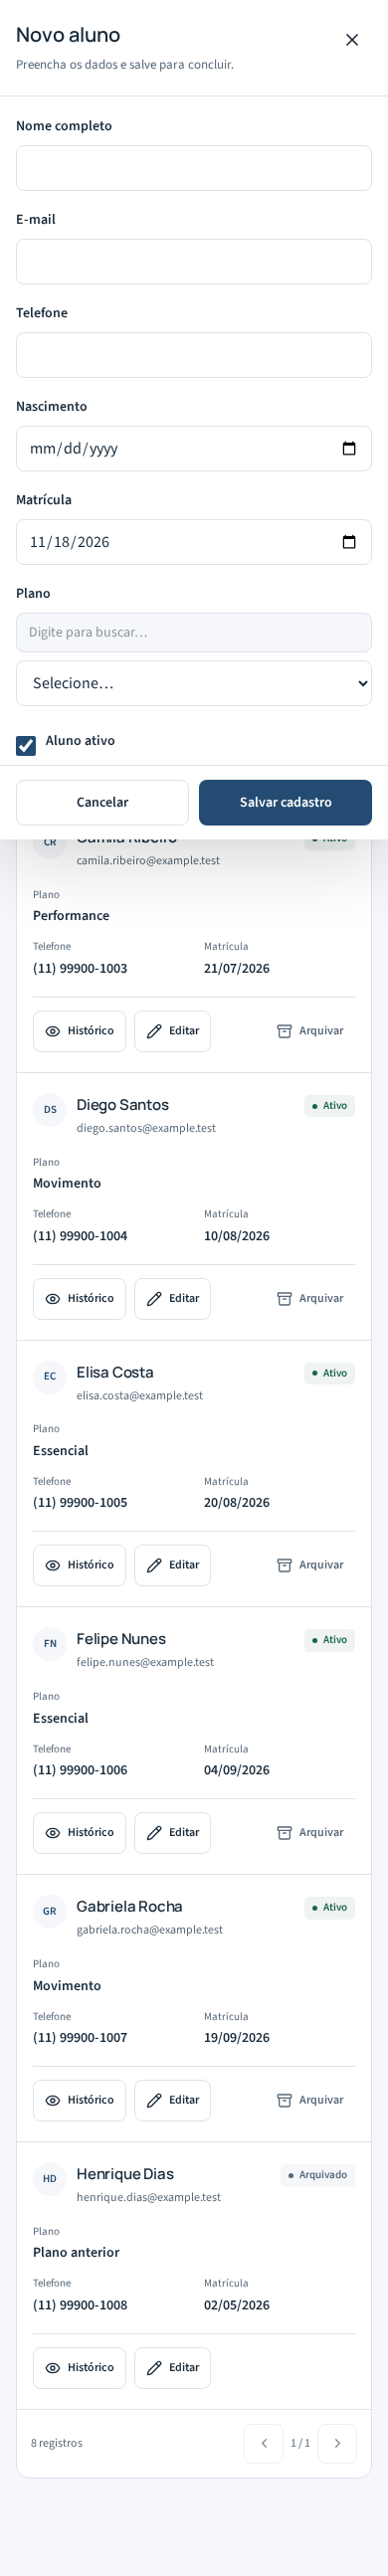 Novo aluno
Preencha os dados e salve para concluir.
Nome completo
E-mail
Telefone
Nascimento
mm/dd/yyyy
Matrícula
11/18/2026
Plano
Digite para buscar...
Selecione...
Aluno ativo
Cancelar
Salvar cadastro
CR
Camila Ribeiro
Ativo
camila.ribeiro@example.test
Plano
Performance
Telefone
Matrícula
(11) 99900-1003
21/07/2026
Histórico
Editar
Arquivar
DS
Diego Santos
Ativo
diego.santos@example.test
Plano
Movimento
Telefone
Matrícula
(11) 99900-1004
10/08/2026
Histórico
Editar
Arquivar
EC
Elisa Costa
Ativo
elisa.costa@example.test
Plano
Essencial
Telefone
Matrícula
(11) 99900-1005
20/08/2026
Histórico
Editar
Arquivar
FN
Felipe Nunes
Ativo
felipe.nunes@example.test
Plano
Essencial
Telefone
Matrícula
(11) 99900-1006
04/09/2026
Histórico
Editar
Arquivar
GR
Gabriela Rocha
Ativo
gabriela.rocha@example.test
Plano
Movimento
Telefone
Matrícula
(11) 99900-1007
19/09/2026
Histórico
Editar
Arquivar
HD
Henrique Dias
Arquivado
henrique.dias@example.test
Plano
Plano anterior
Telefone
Matrícula
(11) 99900-1008
02/05/2026
Histórico
Editar
8 registros
1 / 1